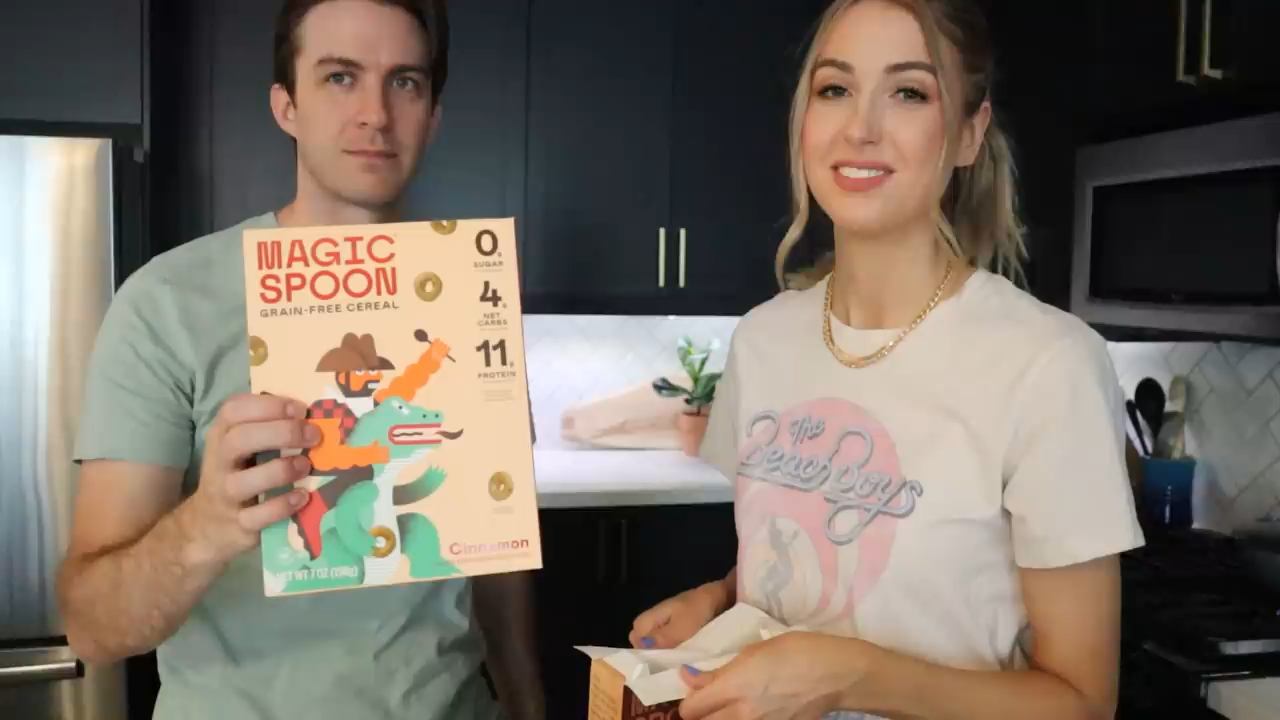 MAGIC
SPOON
GRAIN-FREE CEREAL
0g
SUGAR
4g
NET
CARBS
11g
PROTEIN
Cinnamon
NET WT 7 OZ (198g)
The
Beach Boys